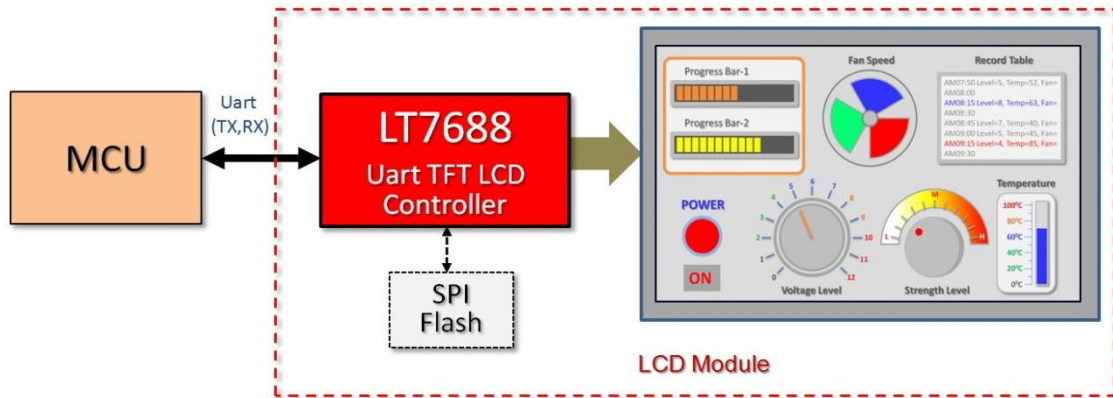 MCU
Uart
(TX,RX)
LT7688
Uart TFT LCD
Controller
SPI
Flash
Progress Bar-1
Progress Bar-2
Fan Speed
Record Table
AM07:50 Level=5, Temp=52, Fan=
AM08:00
AM08:15 Level=8, Temp=63, Fan=
AM08:30
AM08:45 Level=7, Temp=40, Fan=
AM09:00 Level=5, Temp=45, Fan=
AM09:15 Level=4, Temp=85, Fan=
AM09:30
POWER
ON
0 1 2 3 4 5 6 7 8 9 10 11 12
Voltage Level
L M H
Strength Level
Temperature
100°C
80°C
60°C
40°C
20°C
0°C
LCD Module